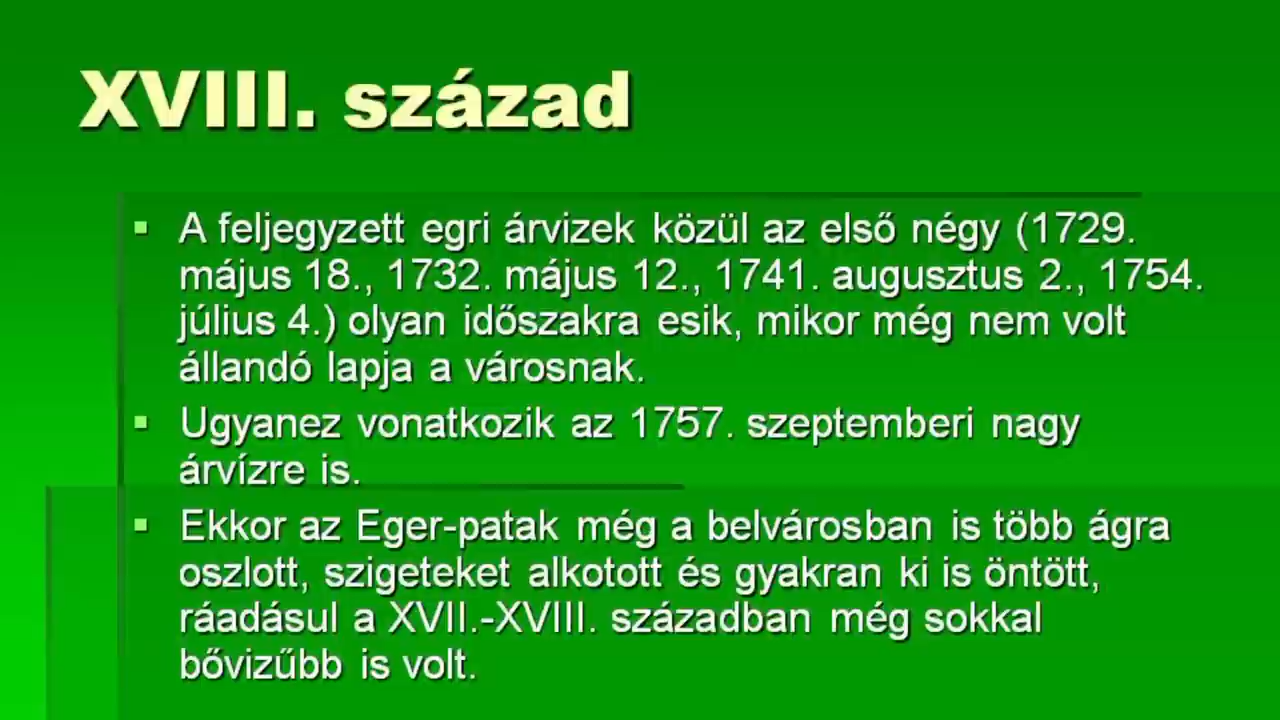 XVIII. század
A feljegyzett egri árvizek közül az első négy (1729.
május 18., 1732. május 12., 1741. augusztus 2., 1754.
július 4.) olyan időszakra esik, mikor még nem volt
állandó lapja a városnak.
Ugyanez vonatkozik az 1757. szeptemberi nagy
árvízre is.
Ekkor az Eger-patak még a belvárosban is több ágra
oszlott, szigeteket alkotott és gyakran ki is öntött,
ráadásul a XVII.-XVIII. században még sokkal
bővizűbb is volt.